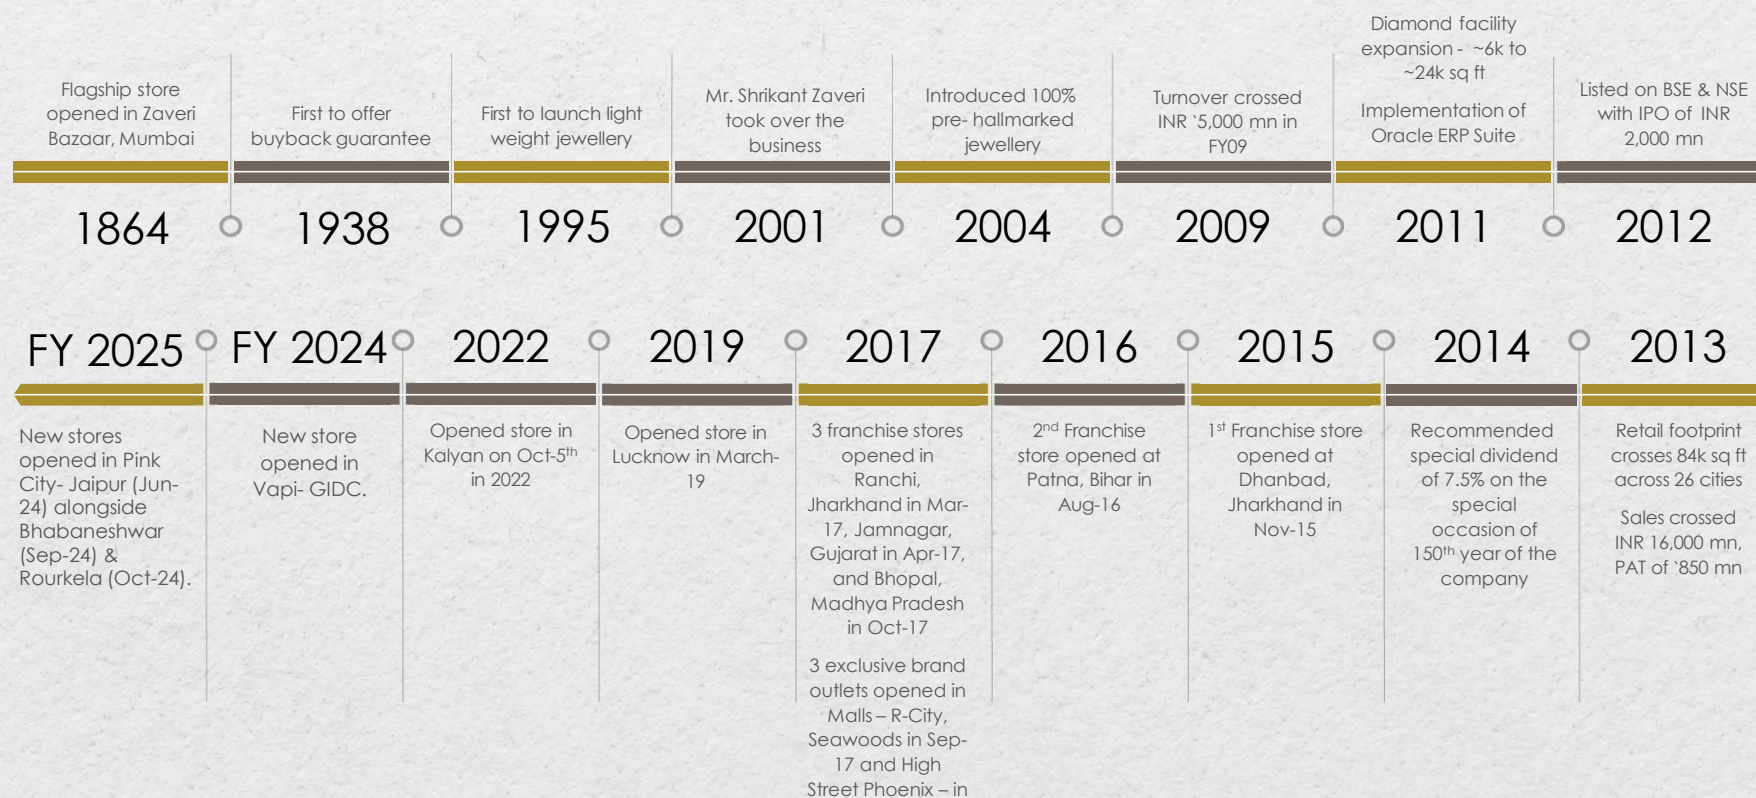 Flagship store
opened in Zaveri
Bazaar, Mumbai
1864
First to offer
buyback guarantee
1938
First to launch light
weight jewellery
1995
Mr. Shrikant Zaveri
took over the
business
2001
Introduced 100%
pre- hallmarked
jewellery
2004
Turnover crossed
INR `5,000 mn in
FY09
2009
Diamond facility
expansion - ~6k to
~24k sq ft
Implementation of
Oracle ERP Suite
2011
Listed on BSE & NSE
with IPO of INR
2,000 mn
2012
FY 2025
New stores
opened in Pink
City- Jaipur (Jun-
24) alongside
Bhabaneshwar
(Sep-24) &
Rourkela (Oct-24).
FY 2024
New store
opened in
Vapi- GIDC.
2022
Opened store in
Kalyan on Oct-5th
in 2022
2019
Opened store in
Lucknow in March-
19
2017
3 franchise stores
opened in
Ranchi,
Jharkhand in Mar-
17, Jamnagar,
Gujarat in Apr-17,
and Bhopal,
Madhya Pradesh
in Oct-17
3 exclusive brand
outlets opened in
Malls – R-City,
Seawoods in Sep-
17 and High
Street Phoenix – in
2016
2nd Franchise
store opened at
Patna, Bihar in
Aug-16
2015
1st Franchise store
opened at
Dhanbad,
Jharkhand in
Nov-15
2014
Recommended
special dividend
of 7.5% on the
special
occasion of
150th year of the
company
2013
Retail footprint
crosses 84k sq ft
across 26 cities
Sales crossed
INR 16,000 mn,
PAT of `850 mn